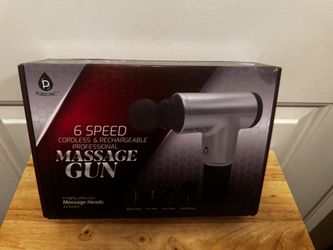 PURSONIC
6 SPEED
CORDLESS & RECHARGEABLE
PROFESSIONAL
MASSAGE
GUN
Massage Heads